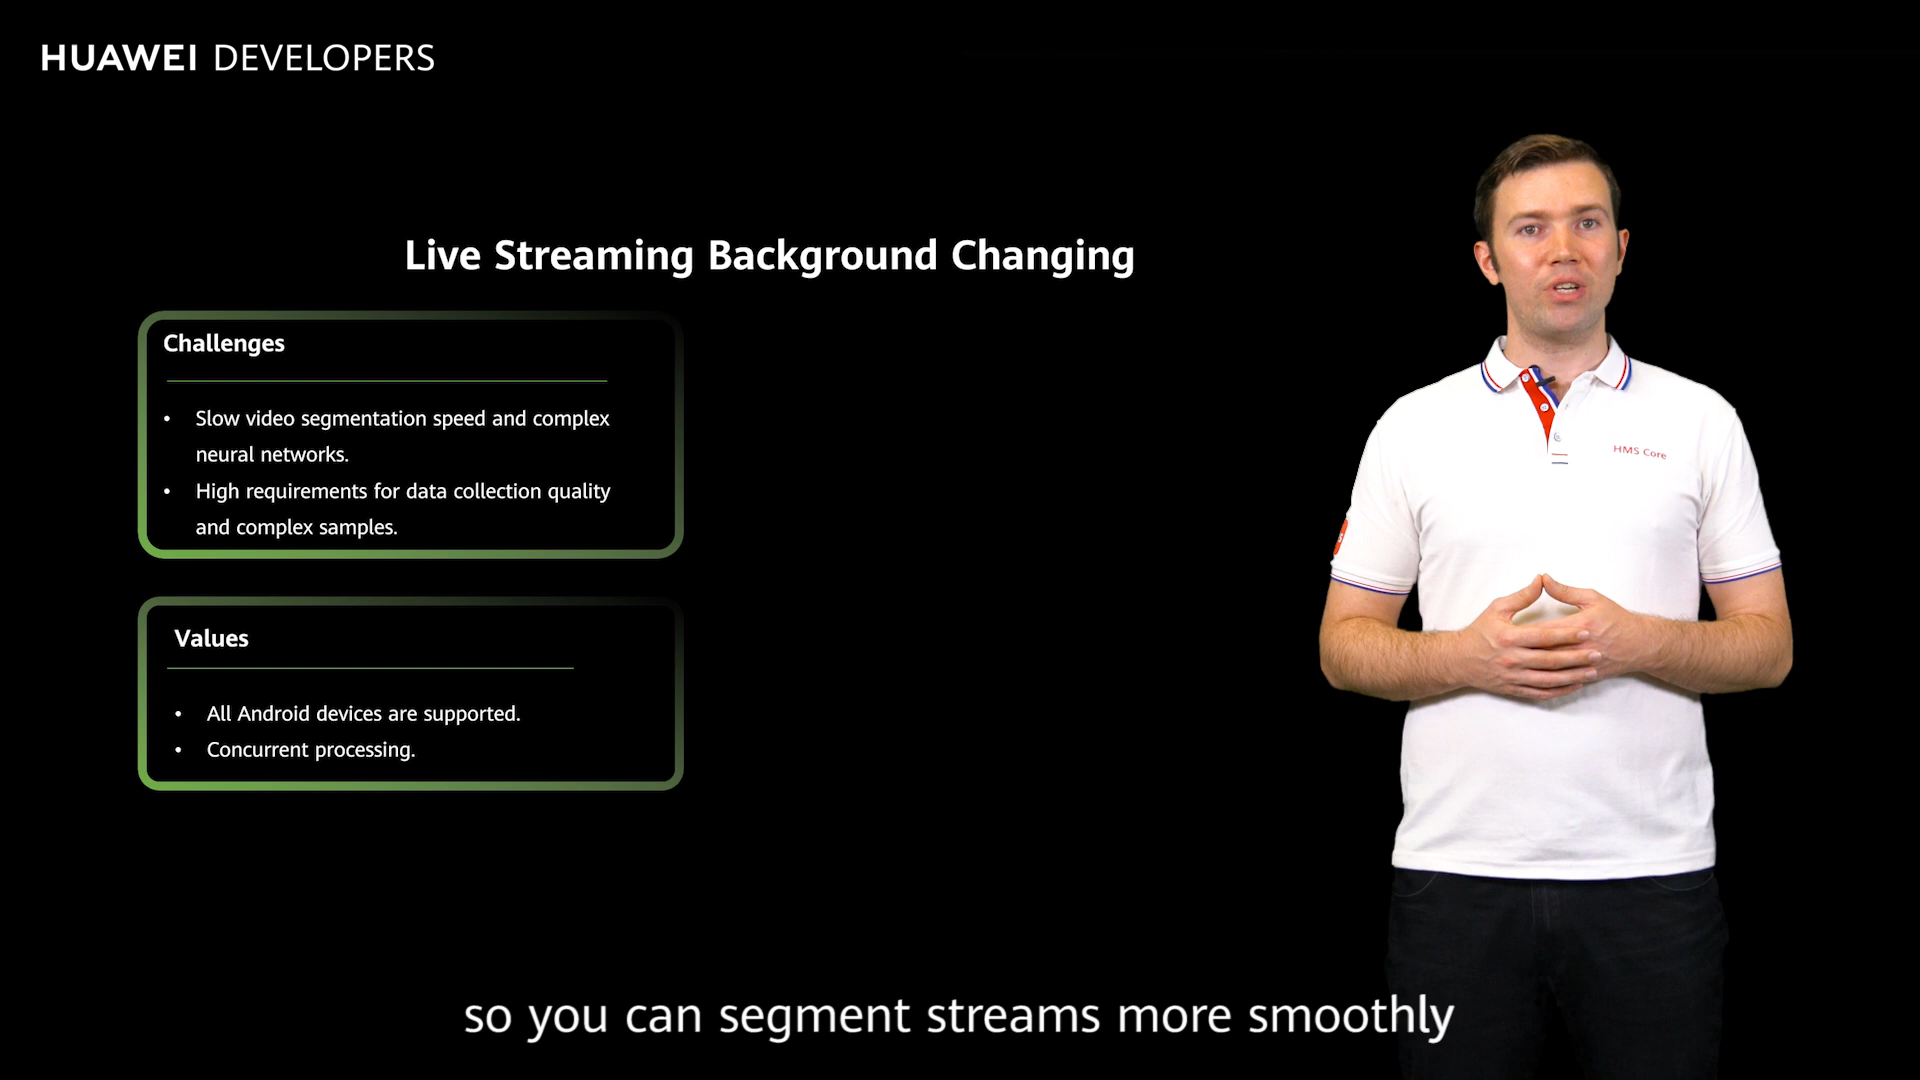 HUAWEI DEVELOPERS
Live Streaming Background Changing
Challenges
• Slow video segmentation speed and complex
neural networks.
• High requirements for data collection quality
and complex samples.
Values
• All Android devices are supported.
• Concurrent processing.
HMS Core
so you can segment streams more smoothly